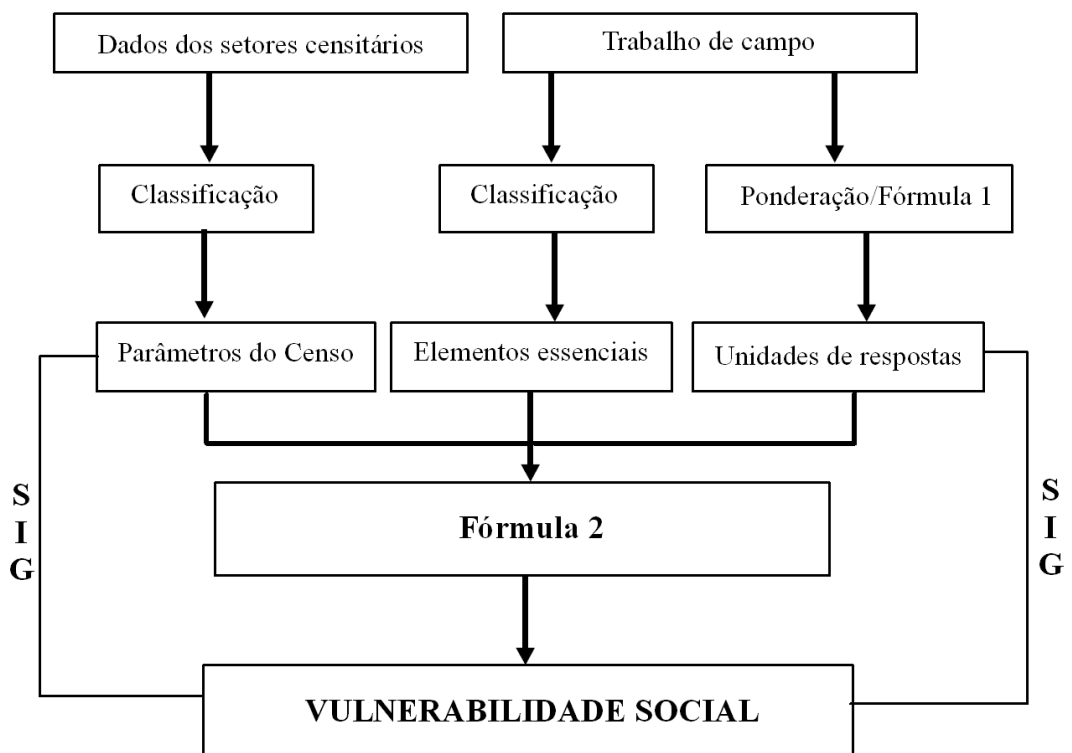 Dados dos setores censitários
Trabalho de campo
Classificação
Classificação
Ponderação/Fórmula 1
Parâmetros do Censo
Elementos essenciais
Unidades de respostas
S
I
G
Fórmula 2
S
I
G
VULNERABILIDADE SOCIAL